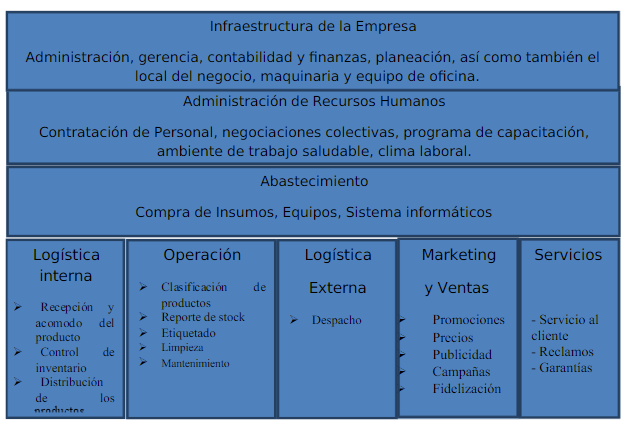 Infraestructura de la Empresa
Administración, gerencia, contabilidad y finanzas, planeación, así como también el
local del negocio, maquinaria y equipo de oficina.
Administración de Recursos Humanos
Contratación de Personal, negociaciones colectivas, programa de capacitación,
ambiente de trabajo saludable, clima laboral.
Abastecimiento
Compra de Insumos, Equipos, Sistema informáticos
Logística
interna
➤ Recepción y
acomodo del
producto
➤ Control de
inventario
➤ Distribución
de los
productos
Operación
➤ Clasificación de
productos
➤ Reporte de stock
➤ Etiquetado
➤ Limpieza
➤ Mantenimiento
Logística
Externa
➤ Despacho
Marketing
y Ventas
➤ Promociones
➤ Precios
➤ Publicidad
➤ Campañas
➤ Fidelización
Servicios
- Servicio al
cliente
- Reclamos
- Garantías